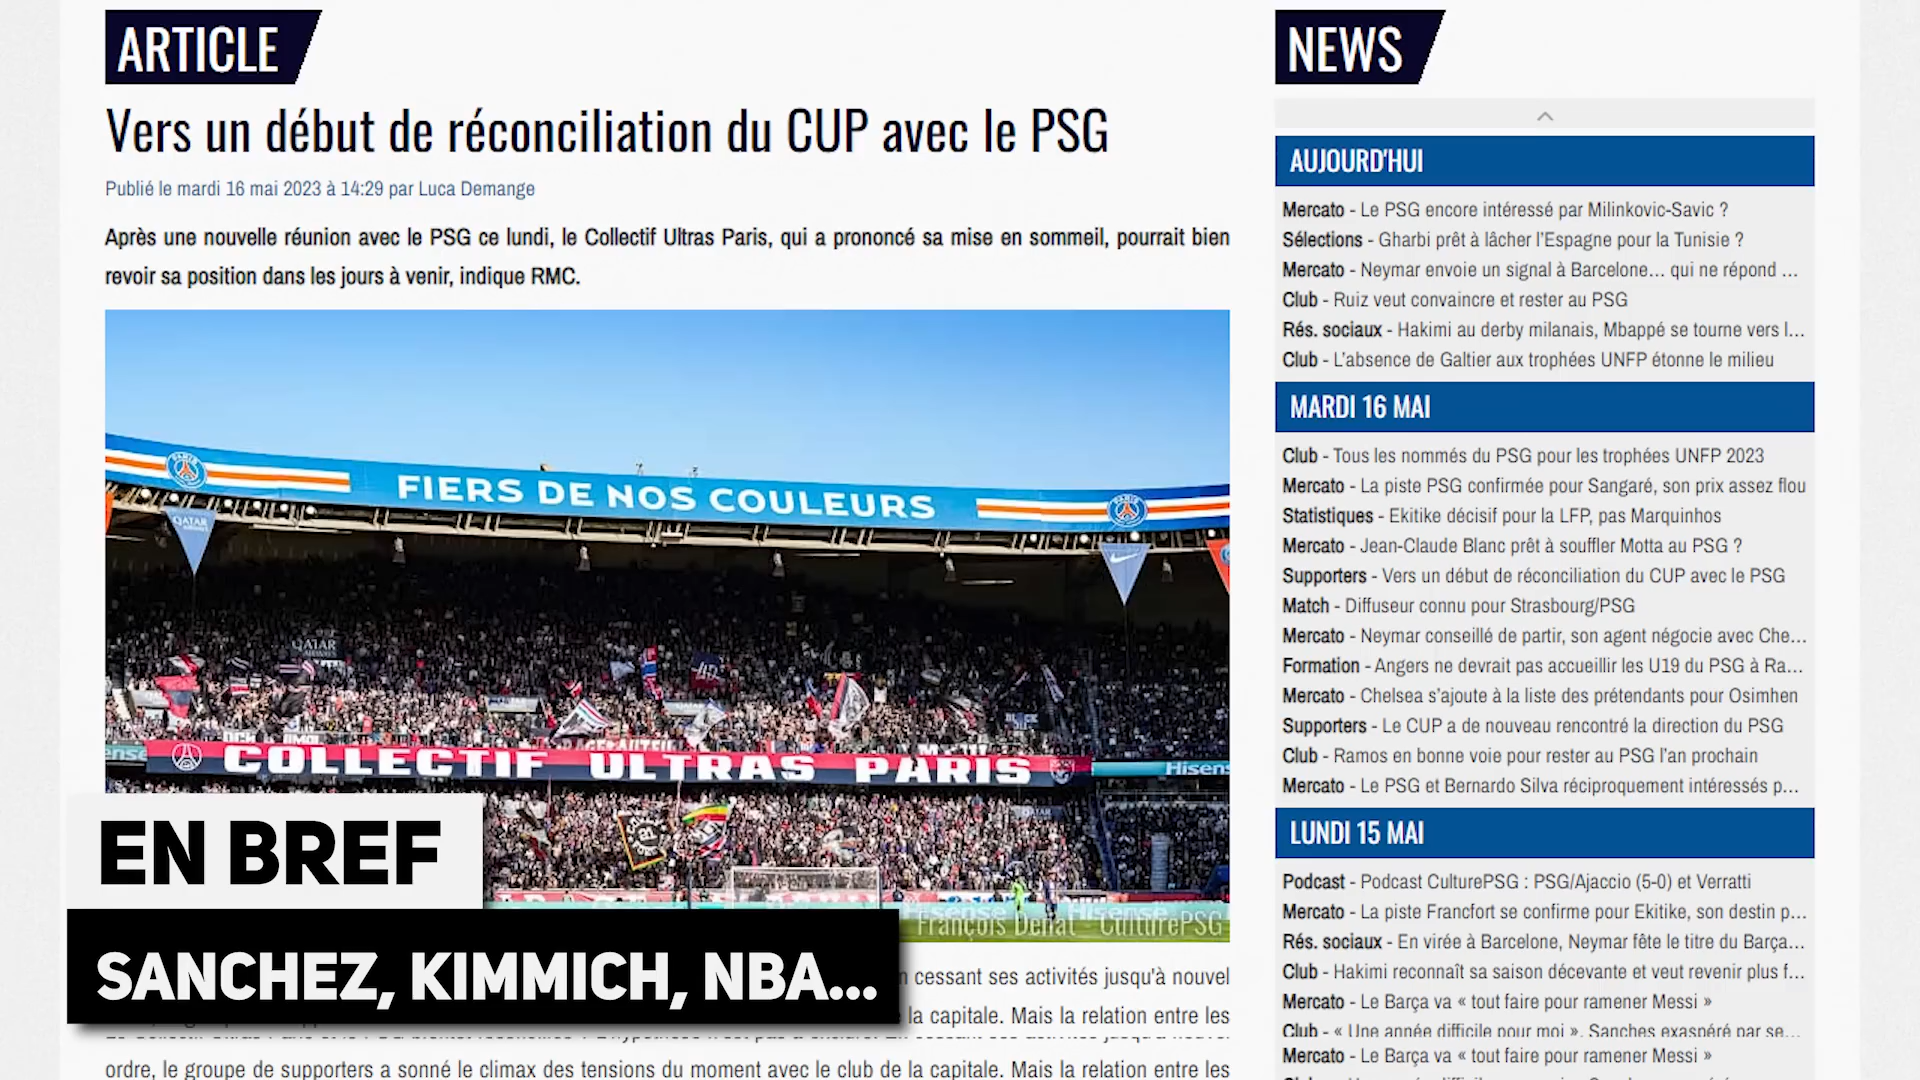 ARTICLE
Vers un début de réconciliation du CUP avec le PSG
Publié le mardi 16 mai 2023 à 14:29 par Luca Demange
Après une nouvelle réunion avec le PSG ce lundi, le Collectif Ultras Paris, qui a prononcé sa mise en sommeil, pourrait bien
revoir sa position dans les jours à venir, indique RMC.
FIERS DE NOS COULEURS
QATAR
QATAR
COLLECTIF ULTRAS PARIS
Hisens
François Denat CulturePSG
EN BREF
SANCHEZ, KIMMICH, NBA...
n cessant ses activités jusqu'à nouvel
la capitale. Mais la relation entre les
ordre, le groupe de supporters a sonné le climax des tensions du moment avec le club de la capitale. Mais la relation entre les
NEWS
AUJOURD'HUI
Mercato - Le PSG encore intéressé par Milinkovic-Savic ?
Sélections - Gharbi prêt à lâcher l'Espagne pour la Tunisie ?
Mercato - Neymar envoie un signal à Barcelone… qui ne répond ...
Club - Ruiz veut convaincre et rester au PSG
Rés. sociaux - Hakimi au derby milanais, Mbappé se tourne vers l...
Club - L'absence de Galtier aux trophées UNFP étonne le milieu
MARDI 16 MAI
Club - Tous les nommés du PSG pour les trophées UNFP 2023
Mercato - La piste PSG confirmée pour Sangaré, son prix assez flou
Statistiques - Ekitike décisif pour la LFP, pas Marquinhos
Mercato - Jean-Claude Blanc prêt à souffler Motta au PSG ?
Supporters - Vers un début de réconciliation du CUP avec le PSG
Match - Diffuseur connu pour Strasbourg/PSG
Mercato - Neymar conseillé de partir, son agent négocie avec Che...
Formation - Angers ne devrait pas accueillir les U19 du PSG à Ra...
Mercato - Chelsea s'ajoute à la liste des prétendants pour Osimhen
Supporters - Le CUP a de nouveau rencontré la direction du PSG
Club - Ramos en bonne voie pour rester au PSG l'an prochain
Mercato - Le PSG et Bernardo Silva réciproquement intéressés p...
LUNDI 15 MAI
Podcast - Podcast CulturePSG : PSG/Ajaccio (5-0) et Verratti
Mercato - La piste Francfort se confirme pour Ekitike, son destin p...
Rés. sociaux - En virée à Barcelone, Neymar fête le titre du Barça...
Club - Hakimi reconnaît sa saison décevante et veut revenir plus f...
Mercato - Le Barça va « tout faire pour ramener Messi »
Club - « Une année difficile pour moi », Sanches exaspéré par se...
Mercato - Le Barça va « tout faire pour ramener Messi »